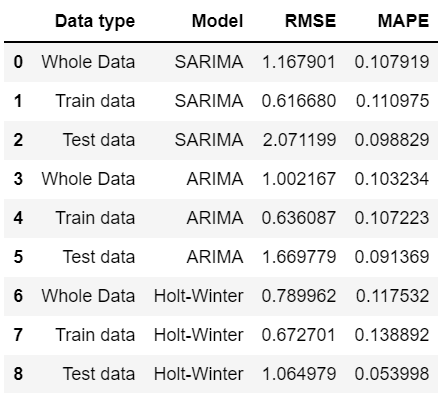 Data type Model RMSE MAPE
0 Whole Data SARIMA 1.167901 0.107919
1 Train data SARIMA 0.616680 0.110975
2 Test data SARIMA 2.071199 0.098829
3 Whole Data ARIMA 1.002167 0.103234
4 Train data ARIMA 0.636087 0.107223
5 Test data ARIMA 1.669779 0.091369
6 Whole Data Holt-Winter 0.789962 0.117532
7 Train data Holt-Winter 0.672701 0.138892
8 Test data Holt-Winter 1.064979 0.053998